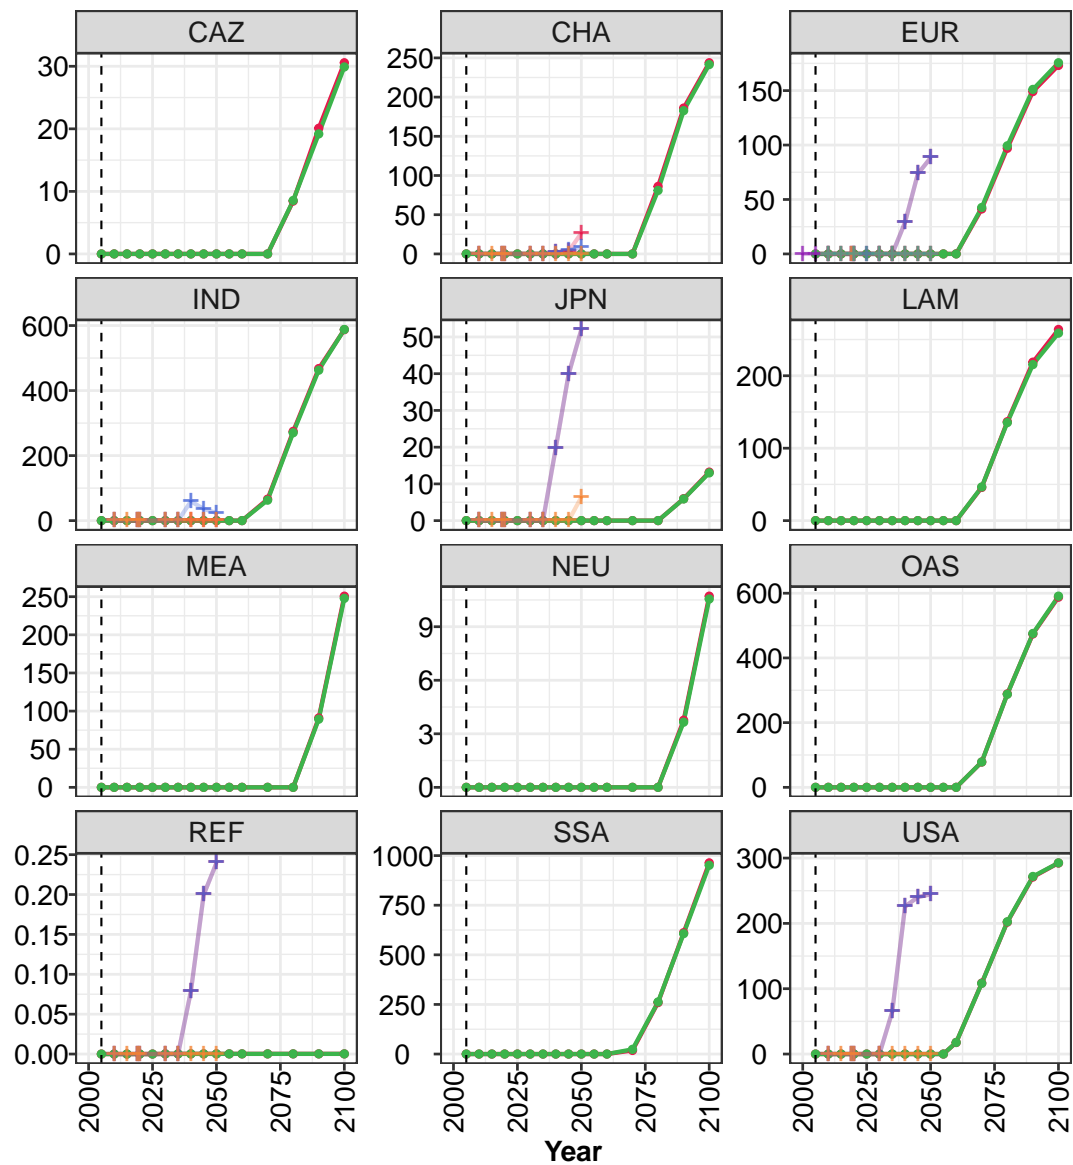 CAZ CHA EUR
30 250 150
20 200 100
10 150 50
0 100 0
50
0
IND JPN LAM
600 50 200
400 40 100
200 30 0
0 20
10
0
MEA NEU OAS
250 9 600
200 6 400
150 3 200
100 0 0
50
0
REF SSA USA
0.25 1000 300
0.20 750 200
0.15 500 100
0.10 250 0
0.05 0
0.00
2000 2025 2050 2075 2100 2000 2025 2050 2075 2100 2000 2025 2050 2075 2100
Year